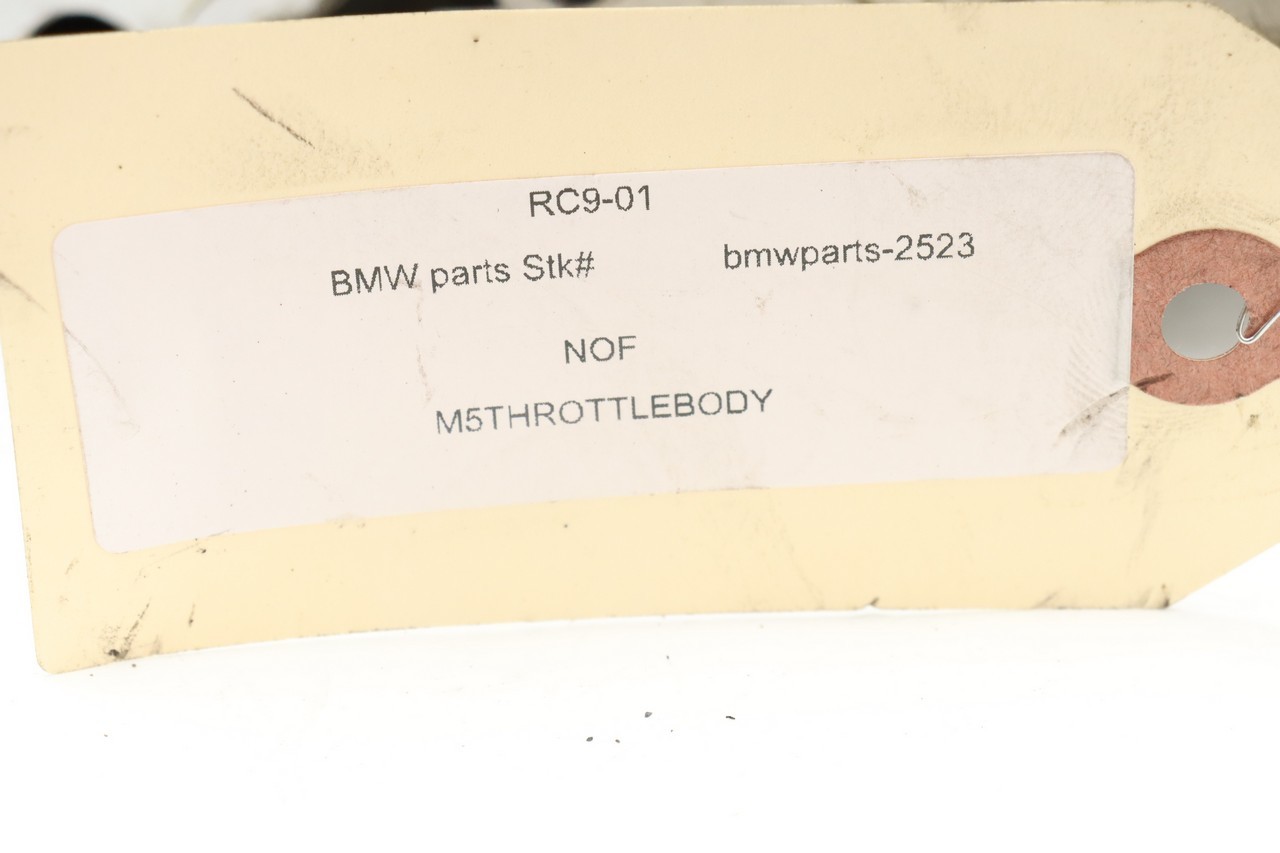 RC9-01
BMW parts Stk# bmwparts-2523
NOF
M5THROTTLEBODY